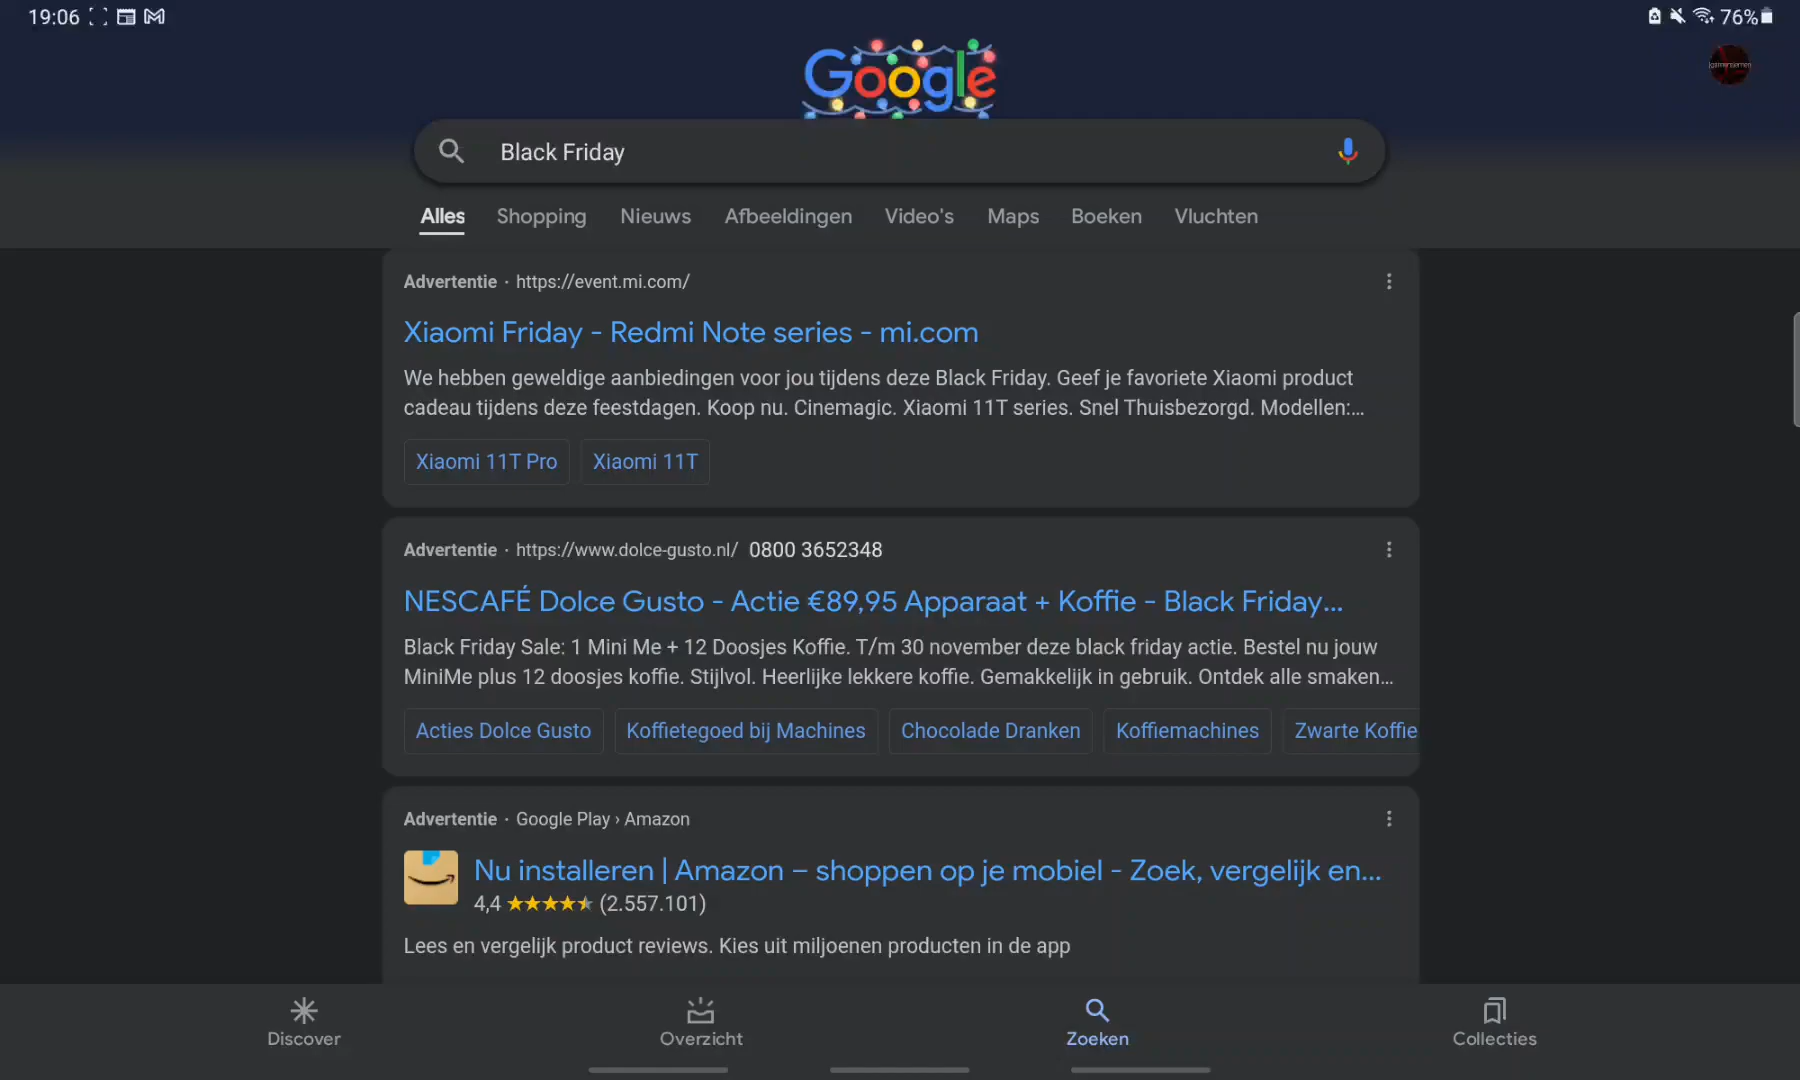 19:06
76%
Google
Black Friday
Alles Shopping Nieuws Afbeeldingen Video's Maps Boeken Vluchten
Advertentie · https://event.mi.com/
Xiaomi Friday - Redmi Note series - mi.com
We hebben geweldige aanbiedingen voor jou tijdens deze Black Friday. Geef je favoriete Xiaomi product
cadeau tijdens deze feestdagen. Koop nu. Cinemagic. Xiaomi 11T series. Snel Thuisbezorgd. Modellen:...
Xiaomi 11T Pro Xiaomi 11T
Advertentie · https://www.dolce-gusto.nl/ 0800 3652348
NESCAFÉ Dolce Gusto - Actie €89,95 Apparaat + Koffie - Black Friday...
Black Friday Sale: 1 Mini Me + 12 Doosjes Koffie. T/m 30 november deze black friday actie. Bestel nu jouw
MiniMe plus 12 doosjes koffie. Stijlvol. Heerlijke lekkere koffie. Gemakkelijk in gebruik. Ontdek alle smaken...
Acties Dolce Gusto Koffietegoed bij Machines Chocolade Dranken Koffiemachines Zwarte Koffie
Advertentie · Google Play › Amazon
Nu installeren | Amazon – shoppen op je mobiel - Zoek, vergelijk en...
4,4 ★★★★★ (2.557.101)
Lees en vergelijk product reviews. Kies uit miljoenen producten in de app
Discover Overzicht Zoeken Collecties